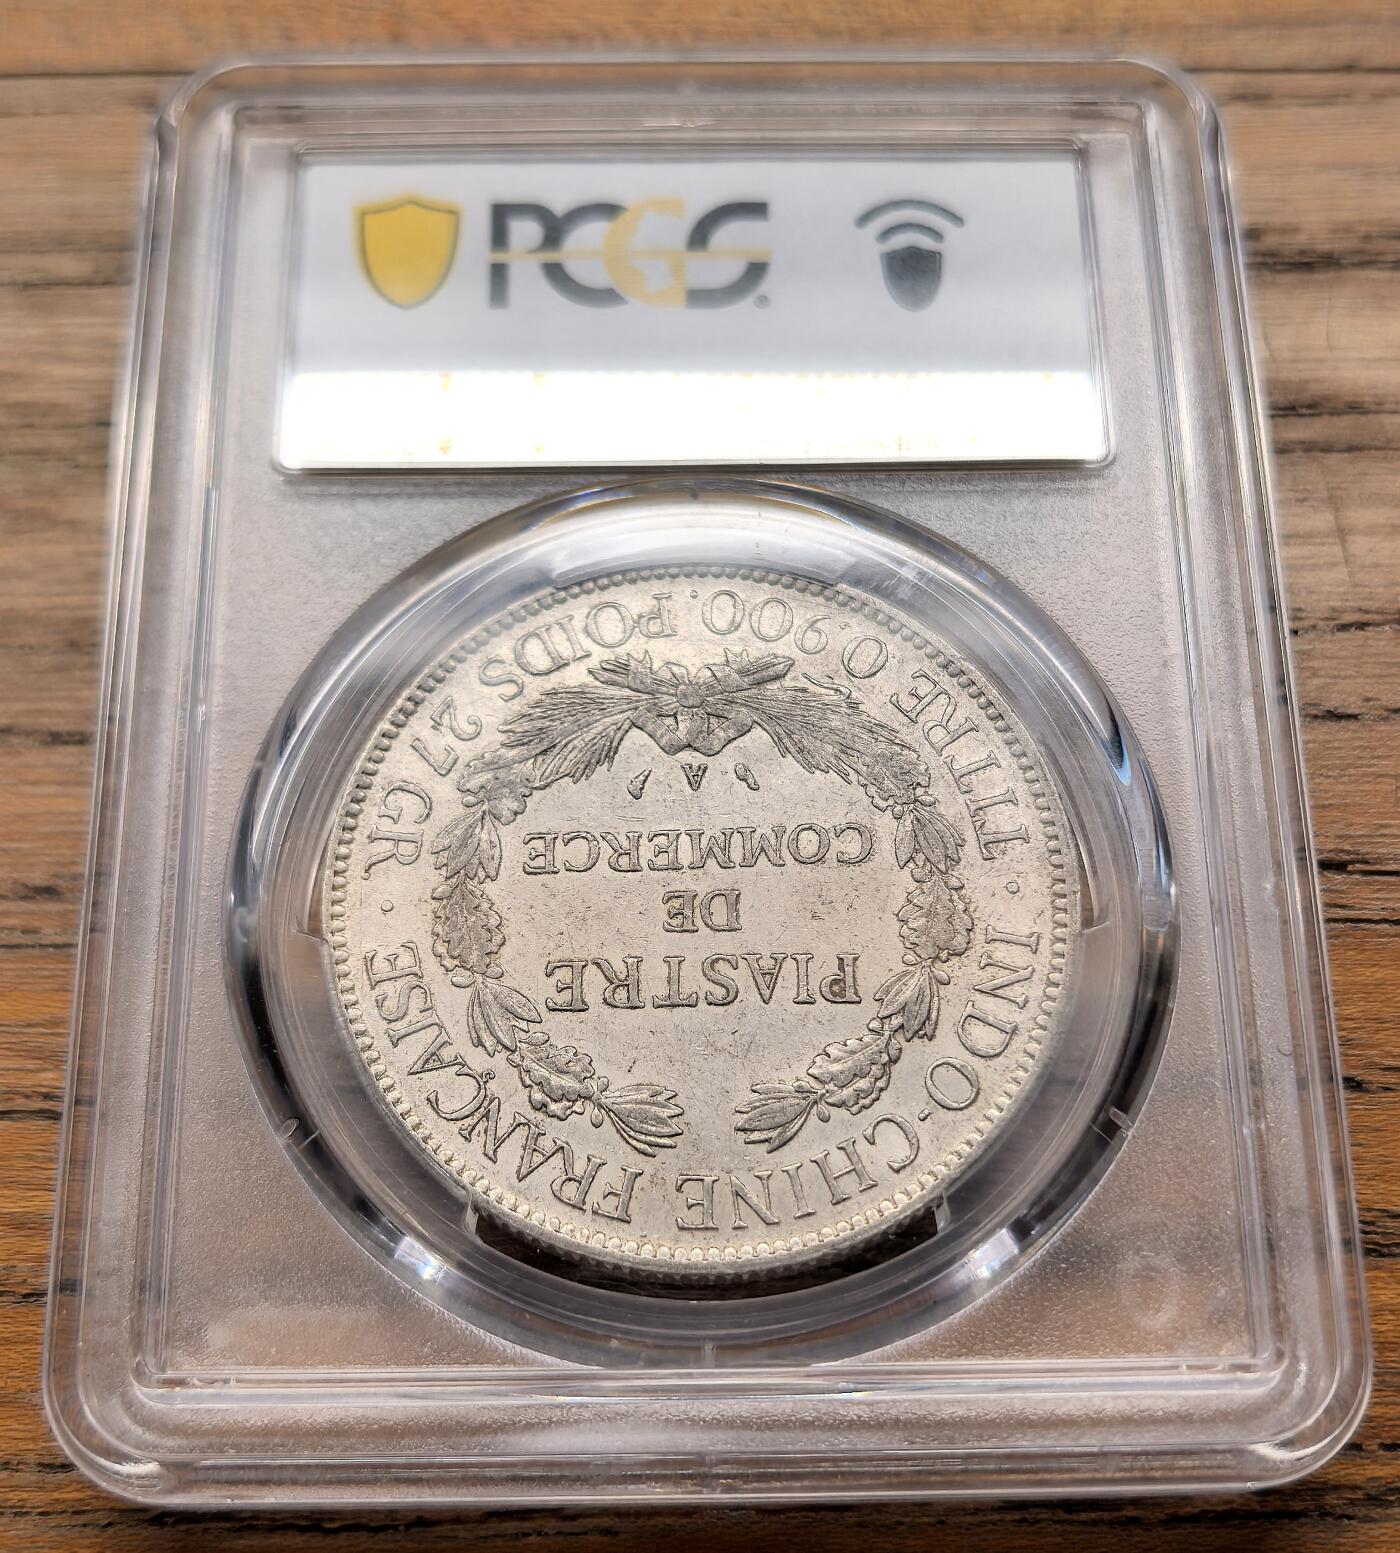 PCGS
INDO-CHINE FRANÇAISE
PIASTRE
DE
COMMERCE
A
TITRE 0.900 POIDS 27 GR